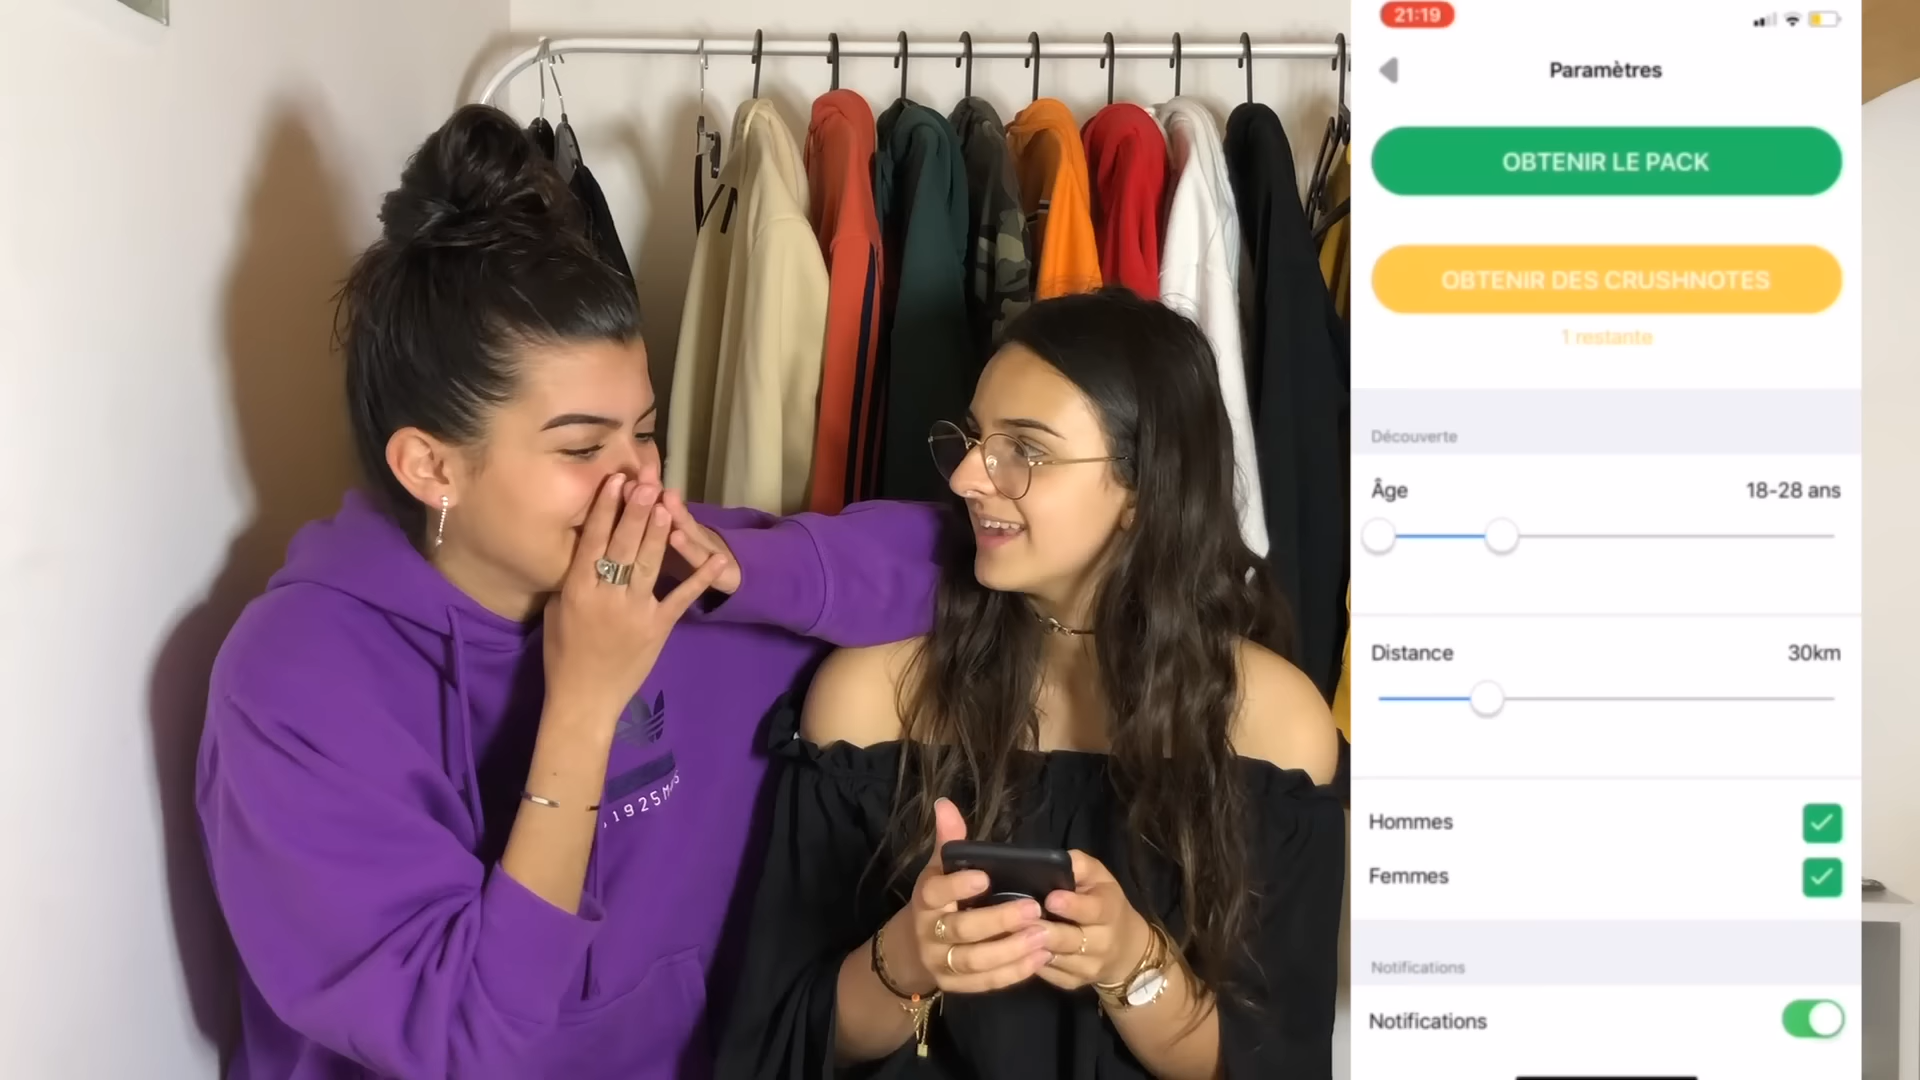 21:19
Paramètres
OBTENIR LE PACK
OBTENIR DES CRUSHNOTES
1 restante
Découverte
Âge
18-28 ans
Distance
30km
Hommes
Femmes
Notifications
Notifications
1925